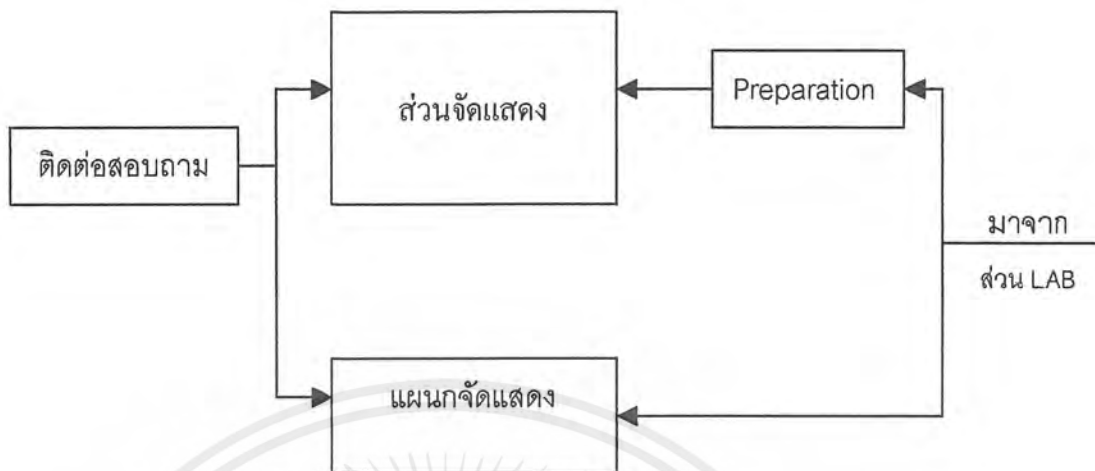 ส่วนจัดแสดง
Preparation
ติดต่อสอบถาม
มาจาก
ส่วน LAB
แผนกจัดแสดง